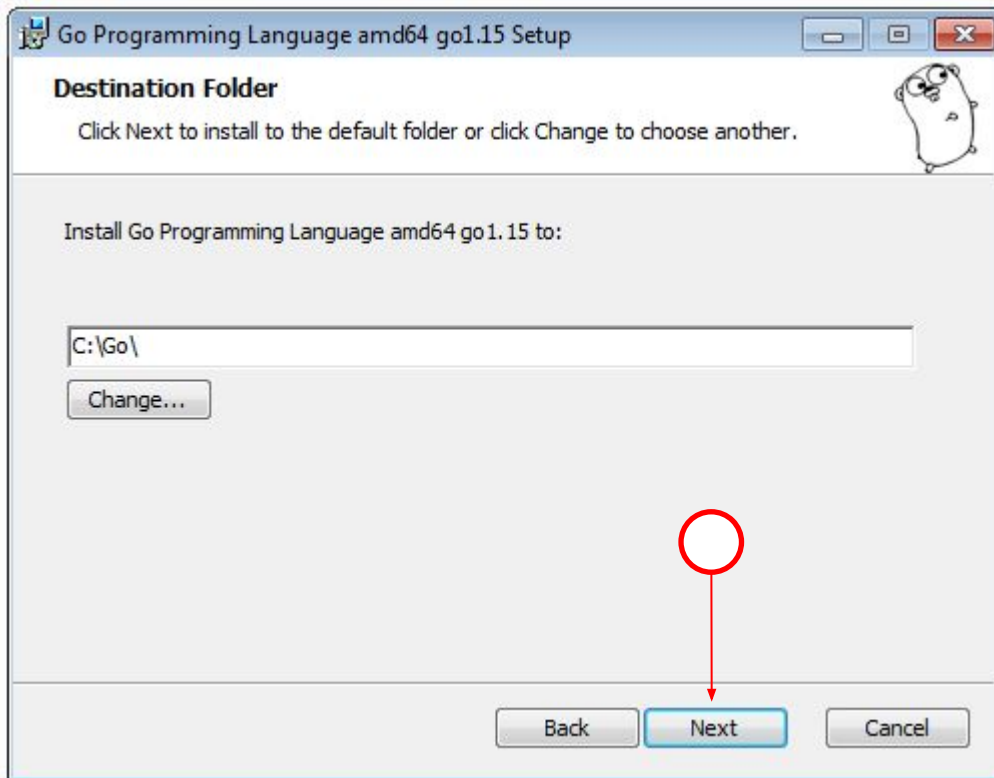 Go Programming Language amd64 go1.15 Setup
Destination Folder
Click Next to install to the default folder or click Change to choose another.
Install Go Programming Language amd64 go1.15 to:
C:\Go\
Change...
Back Next Cancel